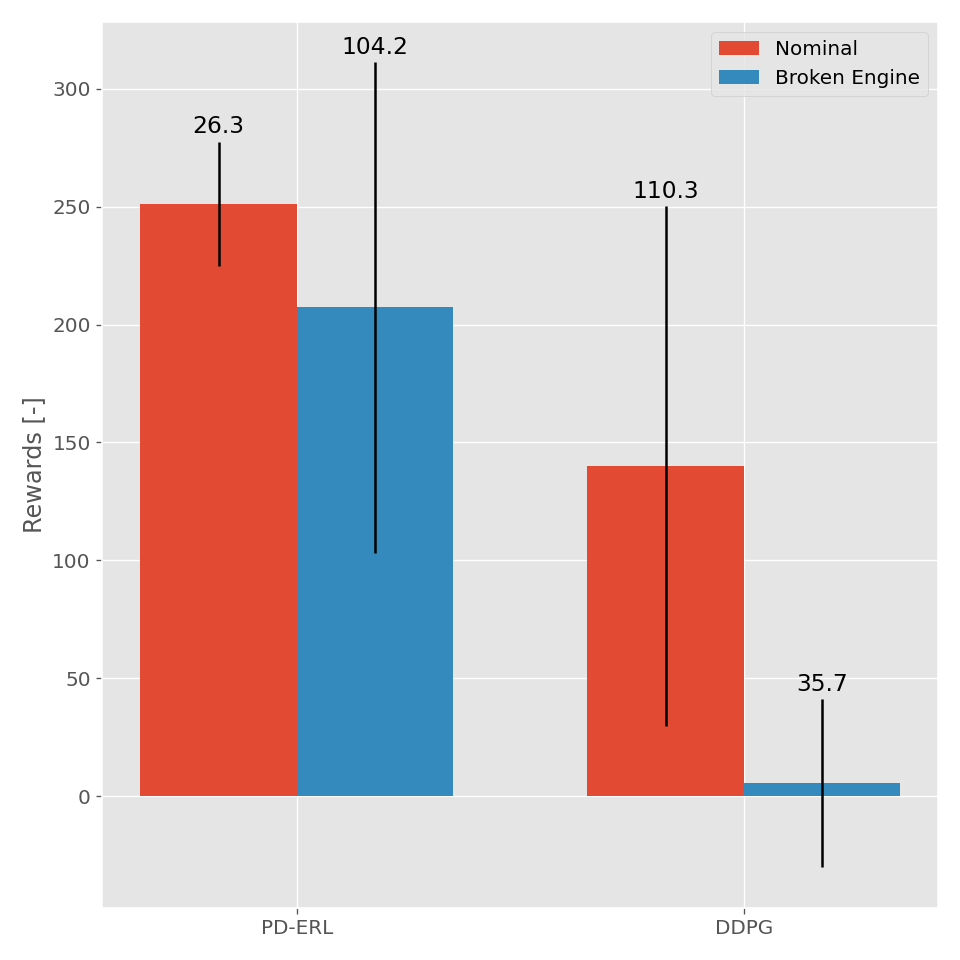 104.2
26.3
110.3
35.7
Nominal
Broken Engine
Rewards [-]
300
250
200
150
100
50
0
PD-ERL
DDPG